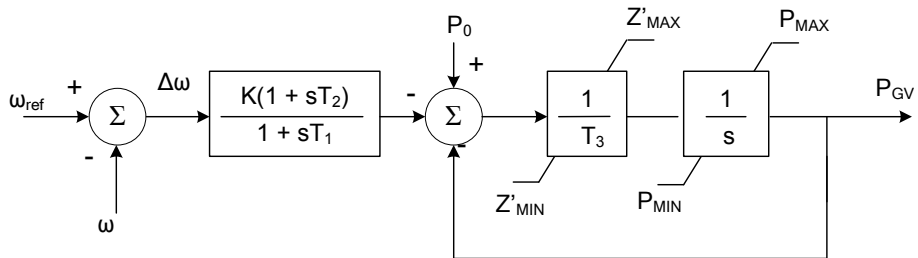 P₀
Z'MAX
PMAX
+
ωref
+
Σ
-
ω
Δω
K(1 + sT₂)
1 + sT₁
-
+
Σ
-
1
T₃
Z'MIN
1
s
PMIN
PGV